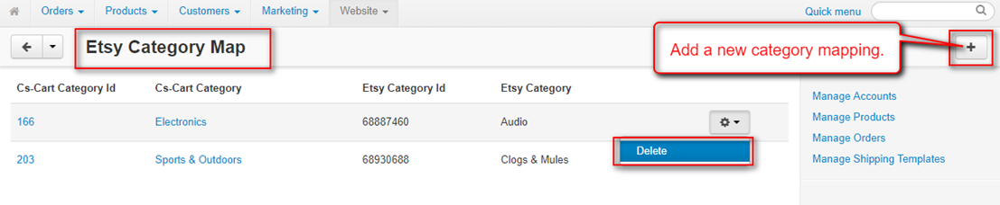 Orders Products Customers Marketing Website Quick menu
Etsy Category Map
Add a new category mapping.
+
Cs-Cart Category Id Cs-Cart Category Etsy Category Id Etsy Category
166 Electronics 68887460 Audio
Delete
203 Sports & Outdoors 68930688 Clogs & Mules
Manage Accounts
Manage Products
Manage Orders
Manage Shipping Templates